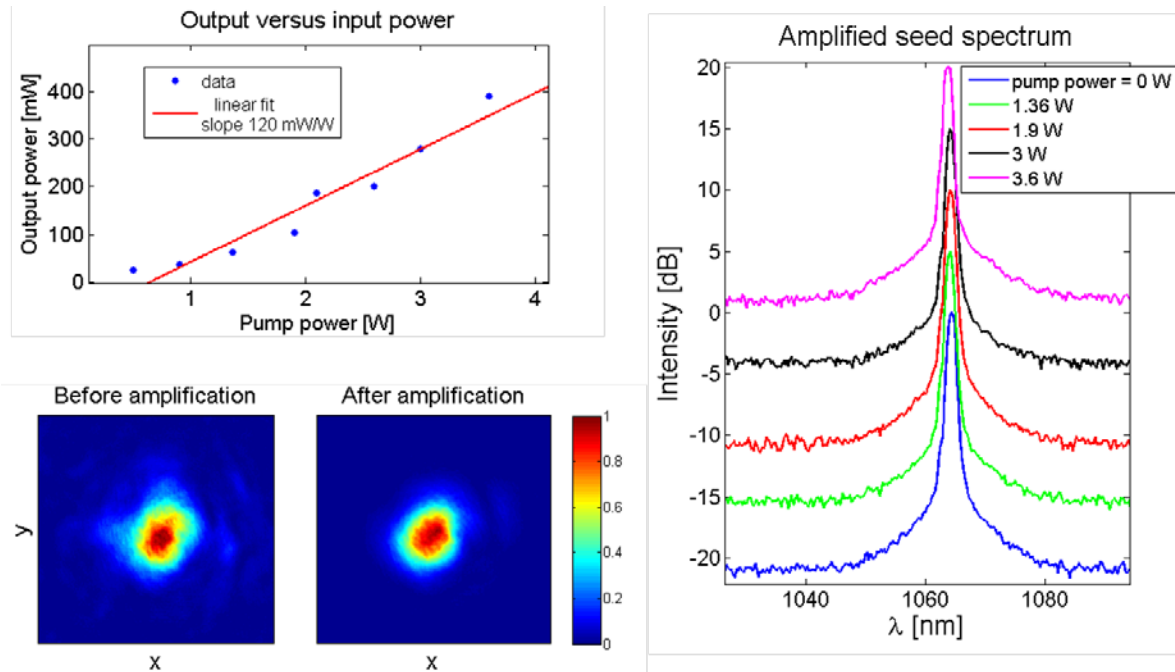 Output versus input power
Output power [mW]
400
300
200
100
0
data
linear fit
slope 120 mW/W
1
2
3
4
Pump power [W]
Before amplification
After amplification
y
x
x
1
0.8
0.6
0.4
0.2
0
Amplified seed spectrum
Intensity [dB]
20
15
10
5
0
-5
-10
-15
-20
pump power = 0 W
1.36 W
1.9 W
3 W
3.6 W
1040
1060
1080
λ [nm]